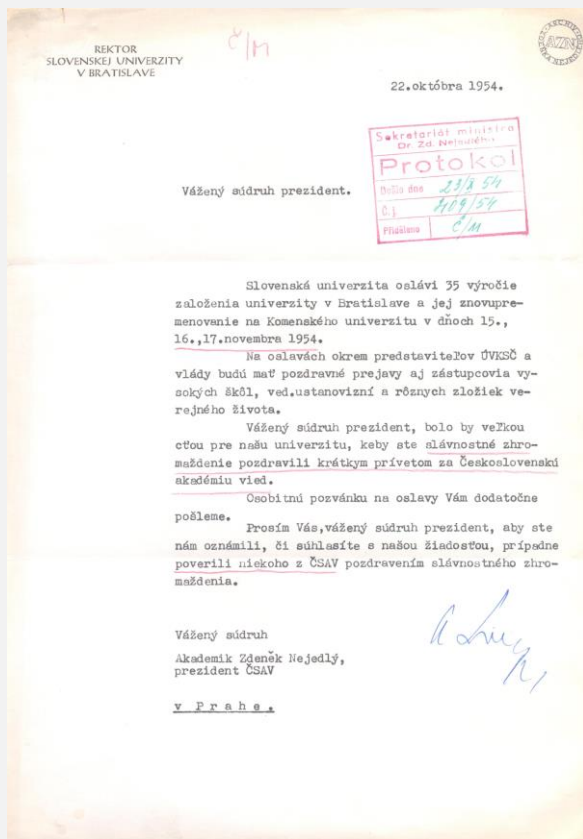 REKTOR
SLOVENSKEJ UNIVERZITY
V BRATISLAVE
Č/M
AZN
22.októbra 1954.
Sekretariát ministra
Dr. Zd. Nejedlého
Protokol
Došlo dne 23/X 54
Č.j. 2109/54
Přiděleno Č/M
Vážený súdruh prezident.
Slovenská univerzita oslávi 35 výročie
založenia univerzity v Bratislave a jej znovupre-
menovanie na Komenského univerzitu v dňoch 15.,
16.,17.novembra 1954.
Na oslavách okrem predstaviteľov ÚVKSČ a
vlády budú mať pozdravné prejavy aj zástupcovia vy-
sokých škôl, ved.ustanovizní a rôznych zložiek ve-
rejného života.
Vážený súdruh prezident, bolo by veľkou
cťou pre našu univerzitu, keby ste slávnostné zhro-
maždenie pozdravili krátkym prívetom za Československú
akadémiu vied.
Osobitnú pozvánku na oslavy Vám dodatočne
pošleme.
Prosím Vás,vážený súdruh prezident, aby ste
nám oznámili, či súhlasíte s našou žiadosťou, prípadne
poverili niekoho z ČSAV pozdravením slávnostného zhro-
maždenia.
Vážený súdruh
Akademik Zdeněk Nejedlý,
prezident ČSAV
v Prahe.